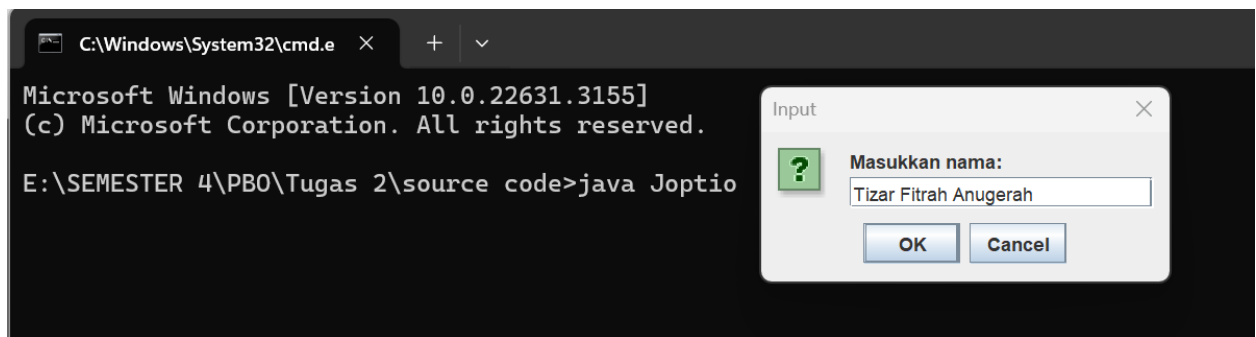 C:\Windows\System32\cmd.e
Microsoft Windows [Version 10.0.22631.3155]
(c) Microsoft Corporation. All rights reserved.
E:\SEMESTER 4\PBO\Tugas 2\source code>java Joptio
Input
Masukkan nama:
Tizar Fitrah Anugerah
OK Cancel